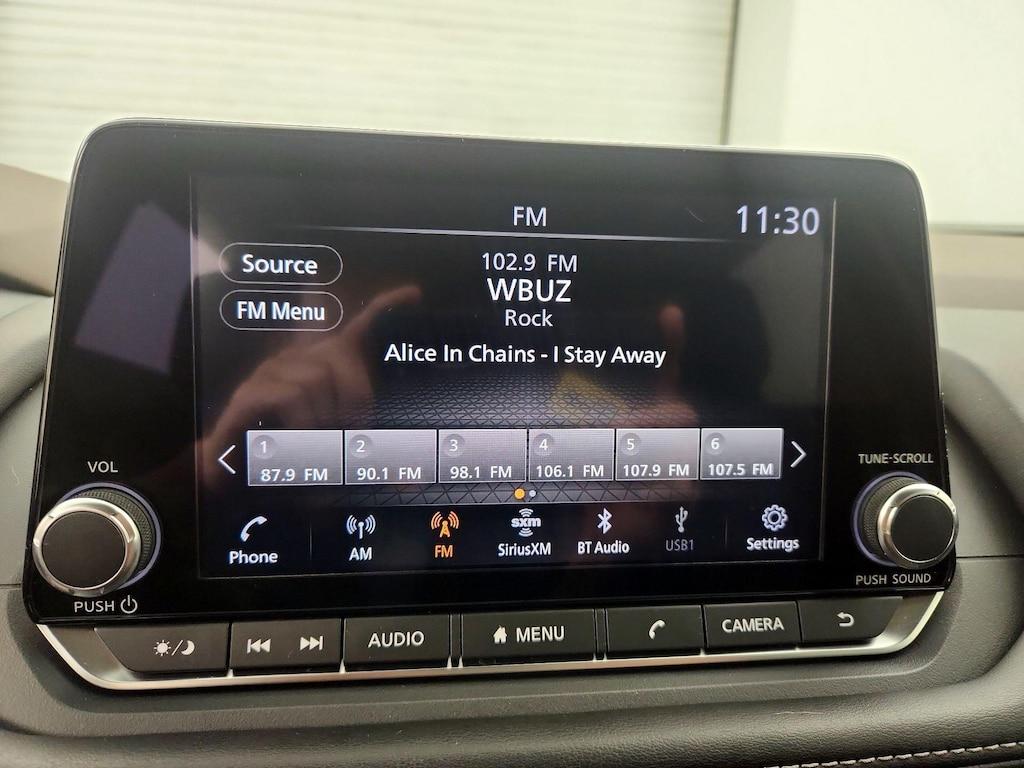 FM
11:30
Source
102.9 FM
WBUZ
FM Menu
Rock
Alice In Chains - I Stay Away
1 2 3 4 5 6
87.9 FM 90.1 FM 98.1 FM 106.1 FM 107.9 FM 107.5 FM
VOL
TUNE-SCROLL
sxm
Phone AM FM SiriusXM BT Audio USB1 Settings
PUSH
PUSH SOUND
AUDIO MENU CAMERA